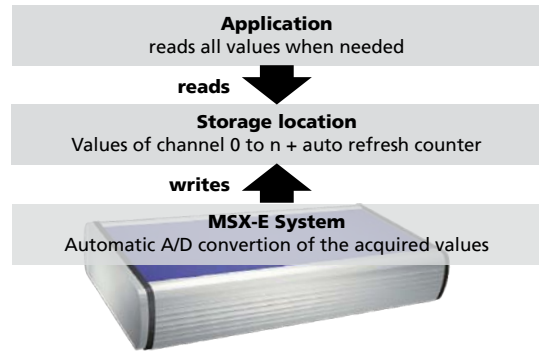 Application
reads all values when needed
reads
Storage location
Values of channel 0 to n + auto refresh counter
writes
MSX-E System
Automatic A/D convertion of the acquired values